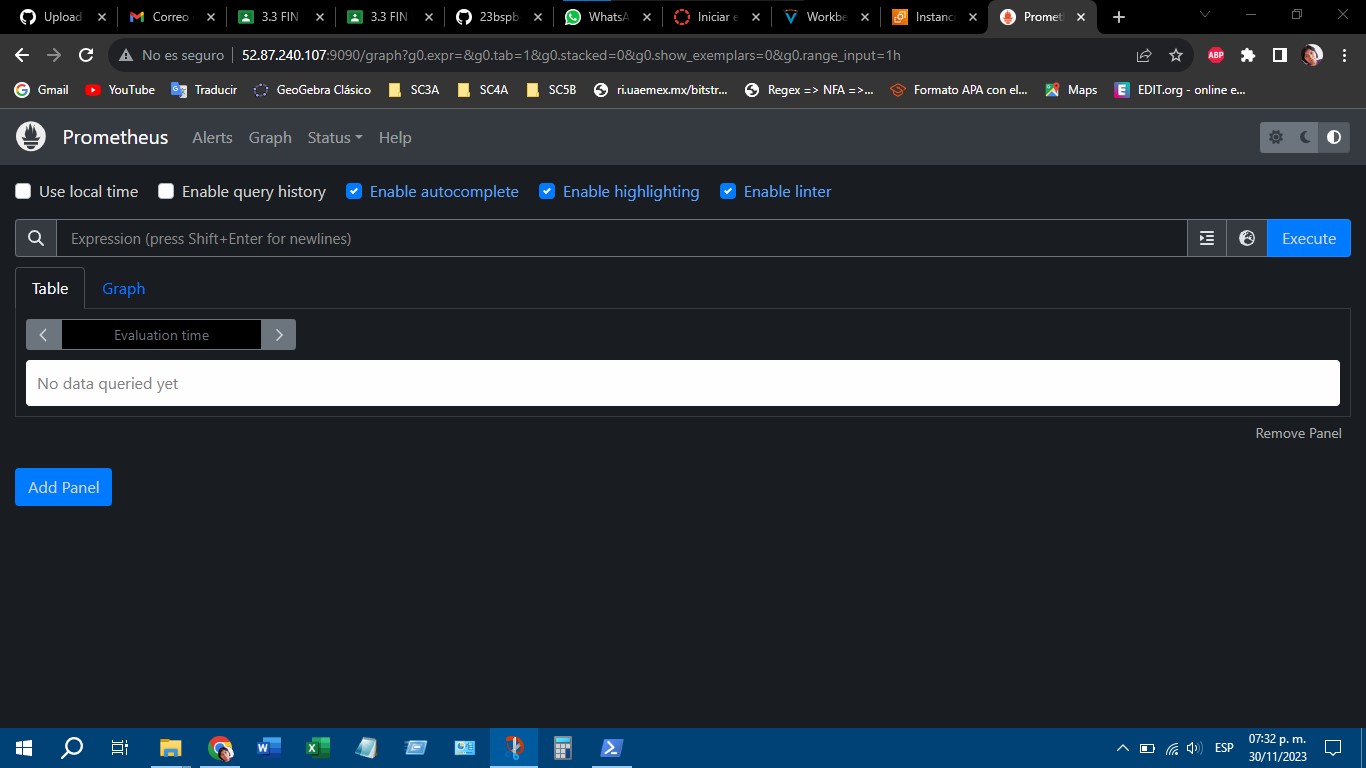 Upload
Correo
3.3 FIN
3.3 FIN
23bspb
WhatsA
Iniciar e
Workbe
Instanc
Prometh
No es seguro
52.87.240.107:9090/graph?g0.expr=&g0.tab=1&g0.stacked=0&g0.show_exemplars=0&g0.range_input=1h
ABP
Gmail
YouTube
Traducir
GeoGebra Clásico
SC3A
SC4A
SC5B
ri.uaemex.mx/bitstr...
Regex => NFA =>...
Formato APA con el...
Maps
EDIT.org - online e...
Prometheus
Alerts
Graph
Status
Help
Use local time
Enable query history
Enable autocomplete
Enable highlighting
Enable linter
Expression (press Shift+Enter for newlines)
Execute
Table
Graph
Evaluation time
No data queried yet
Remove Panel
Add Panel
ESP
07:32 p. m.
30/11/2023